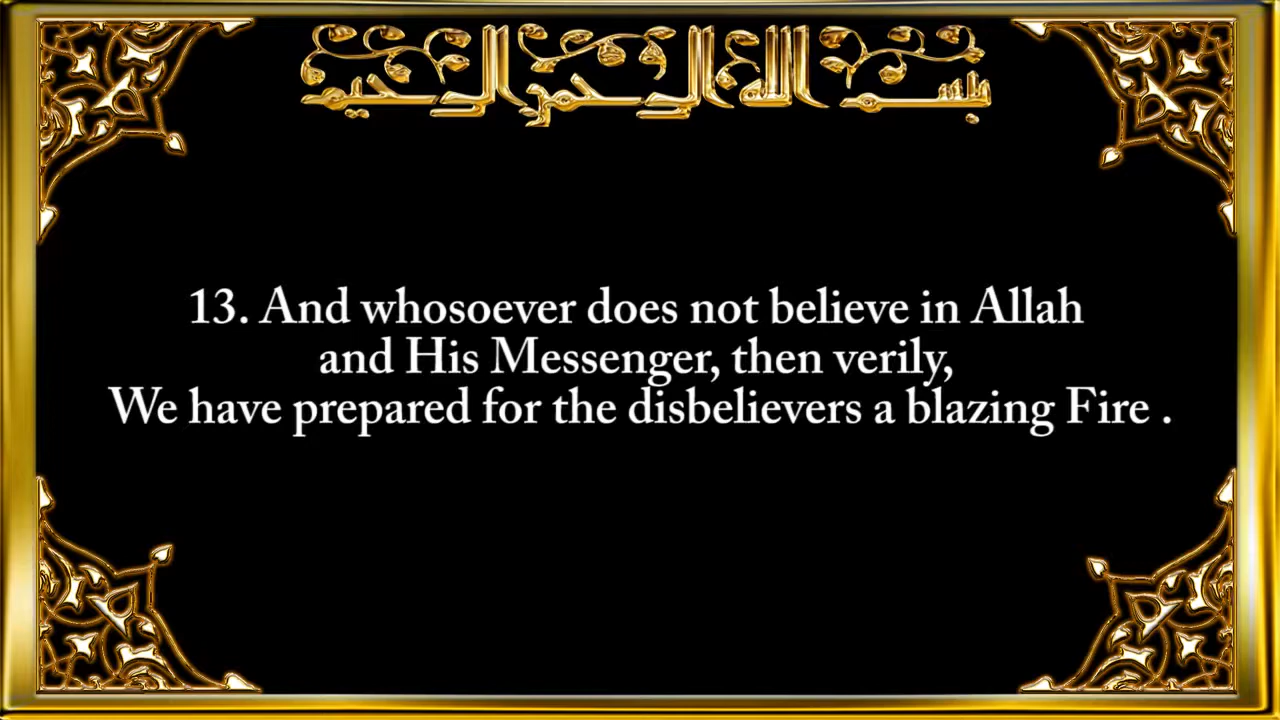 بسم الله الرحمن الرحيم
13. And whosoever does not believe in Allah
and His Messenger, then verily,
We have prepared for the disbelievers a blazing Fire .